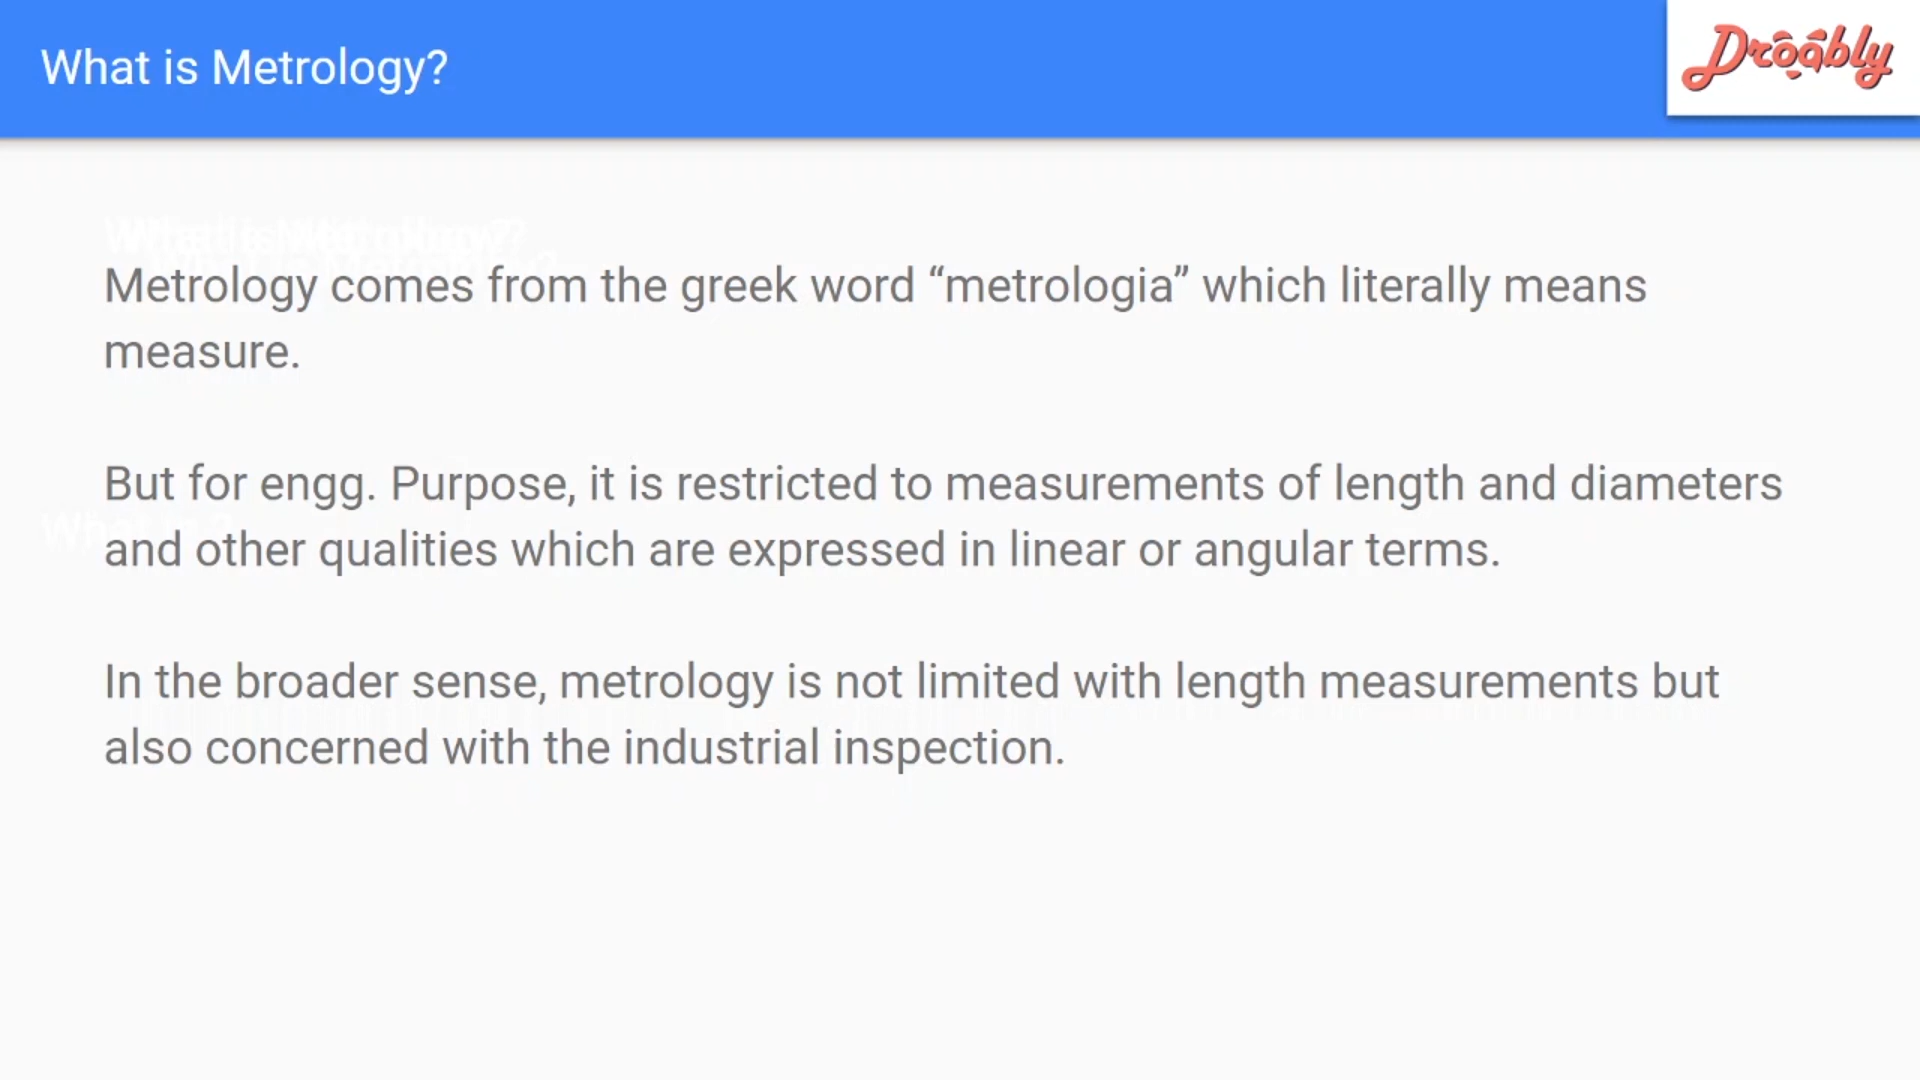 What is Metrology?
Droobly
Metrology comes from the greek word “metrologia” which literally means
measure.
But for engg. Purpose, it is restricted to measurements of length and diameters
and other qualities which are expressed in linear or angular terms.
In the broader sense, metrology is not limited with length measurements but
also concerned with the industrial inspection.